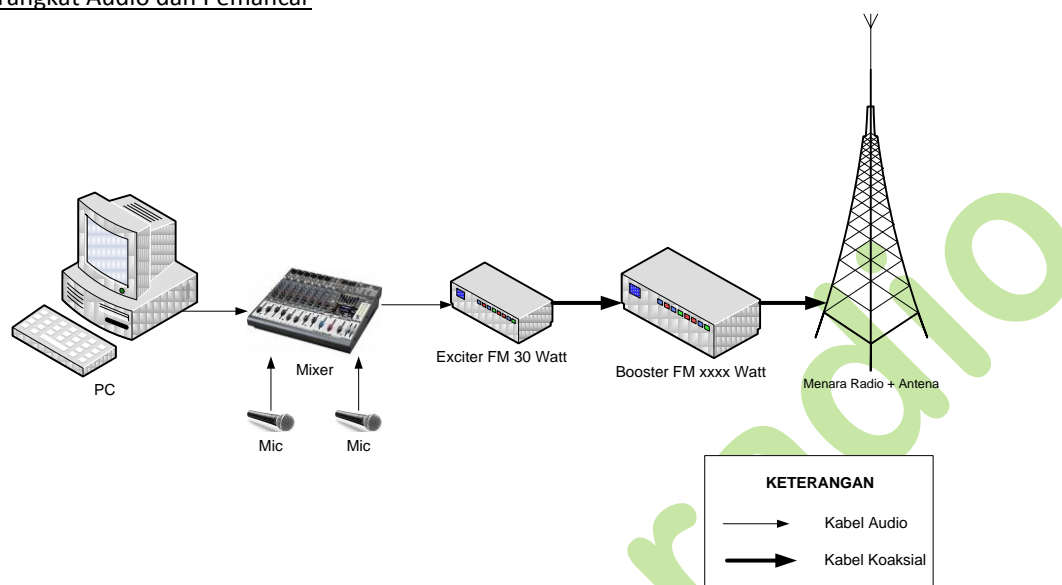 Perangkat Audio dan Pemancar
PC
Mixer
Mic
Mic
Exciter FM 30 Watt
Booster FM xxxx Watt
Menara Radio + Antena
KETERANGAN
Kabel Audio
Kabel Koaksial